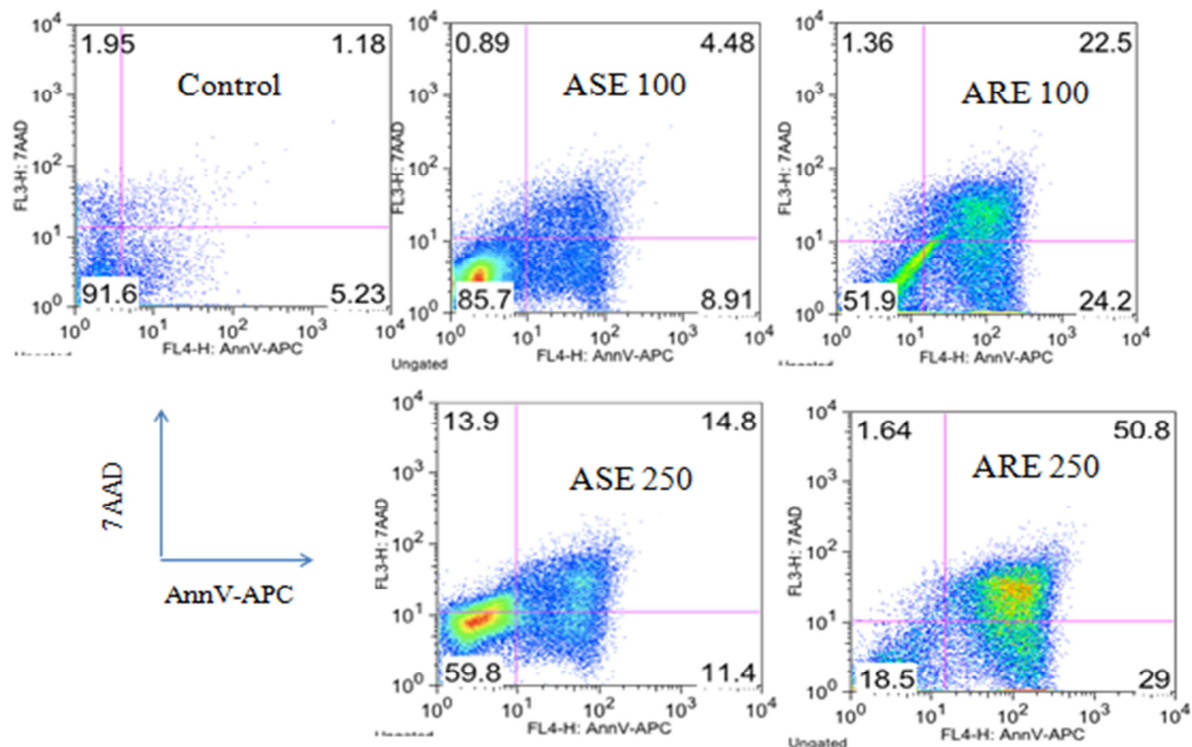 10⁴
1.95
1.18
Control
10³
10²
10¹
91.6
5.23
10⁰
10⁰ 10¹ 10² 10³ 10⁴
FL3-H: 7AAD
FL4-H: AnnV-APC
10⁴
0.89
4.48
ASE 100
10³
10²
10¹
85.7
8.91
10⁰
10⁰ 10¹ 10² 10³ 10⁴
FL3-H: 7AAD
FL4-H: AnnV-APC
Ungated
10⁴
1.36
22.5
ARE 100
10³
10²
10¹
51.9
24.2
10⁰
10⁰ 10¹ 10² 10³ 10⁴
FL3-H: 7AAD
FL4-H: AnnV-APC
7AAD
AnnV-APC
10⁴
13.9
14.8
ASE 250
10³
10²
10¹
59.8
11.4
10⁰
10⁰ 10¹ 10² 10³ 10⁴
FL3-H: 7AAD
FL4-H: AnnV-APC
10⁴
1.64
50.8
ARE 250
10³
10²
10¹
18.5
29
10⁰
10⁰ 10¹ 10² 10³ 10⁴
FL3-H: 7AAD
FL4-H: AnnV-APC
Ungated